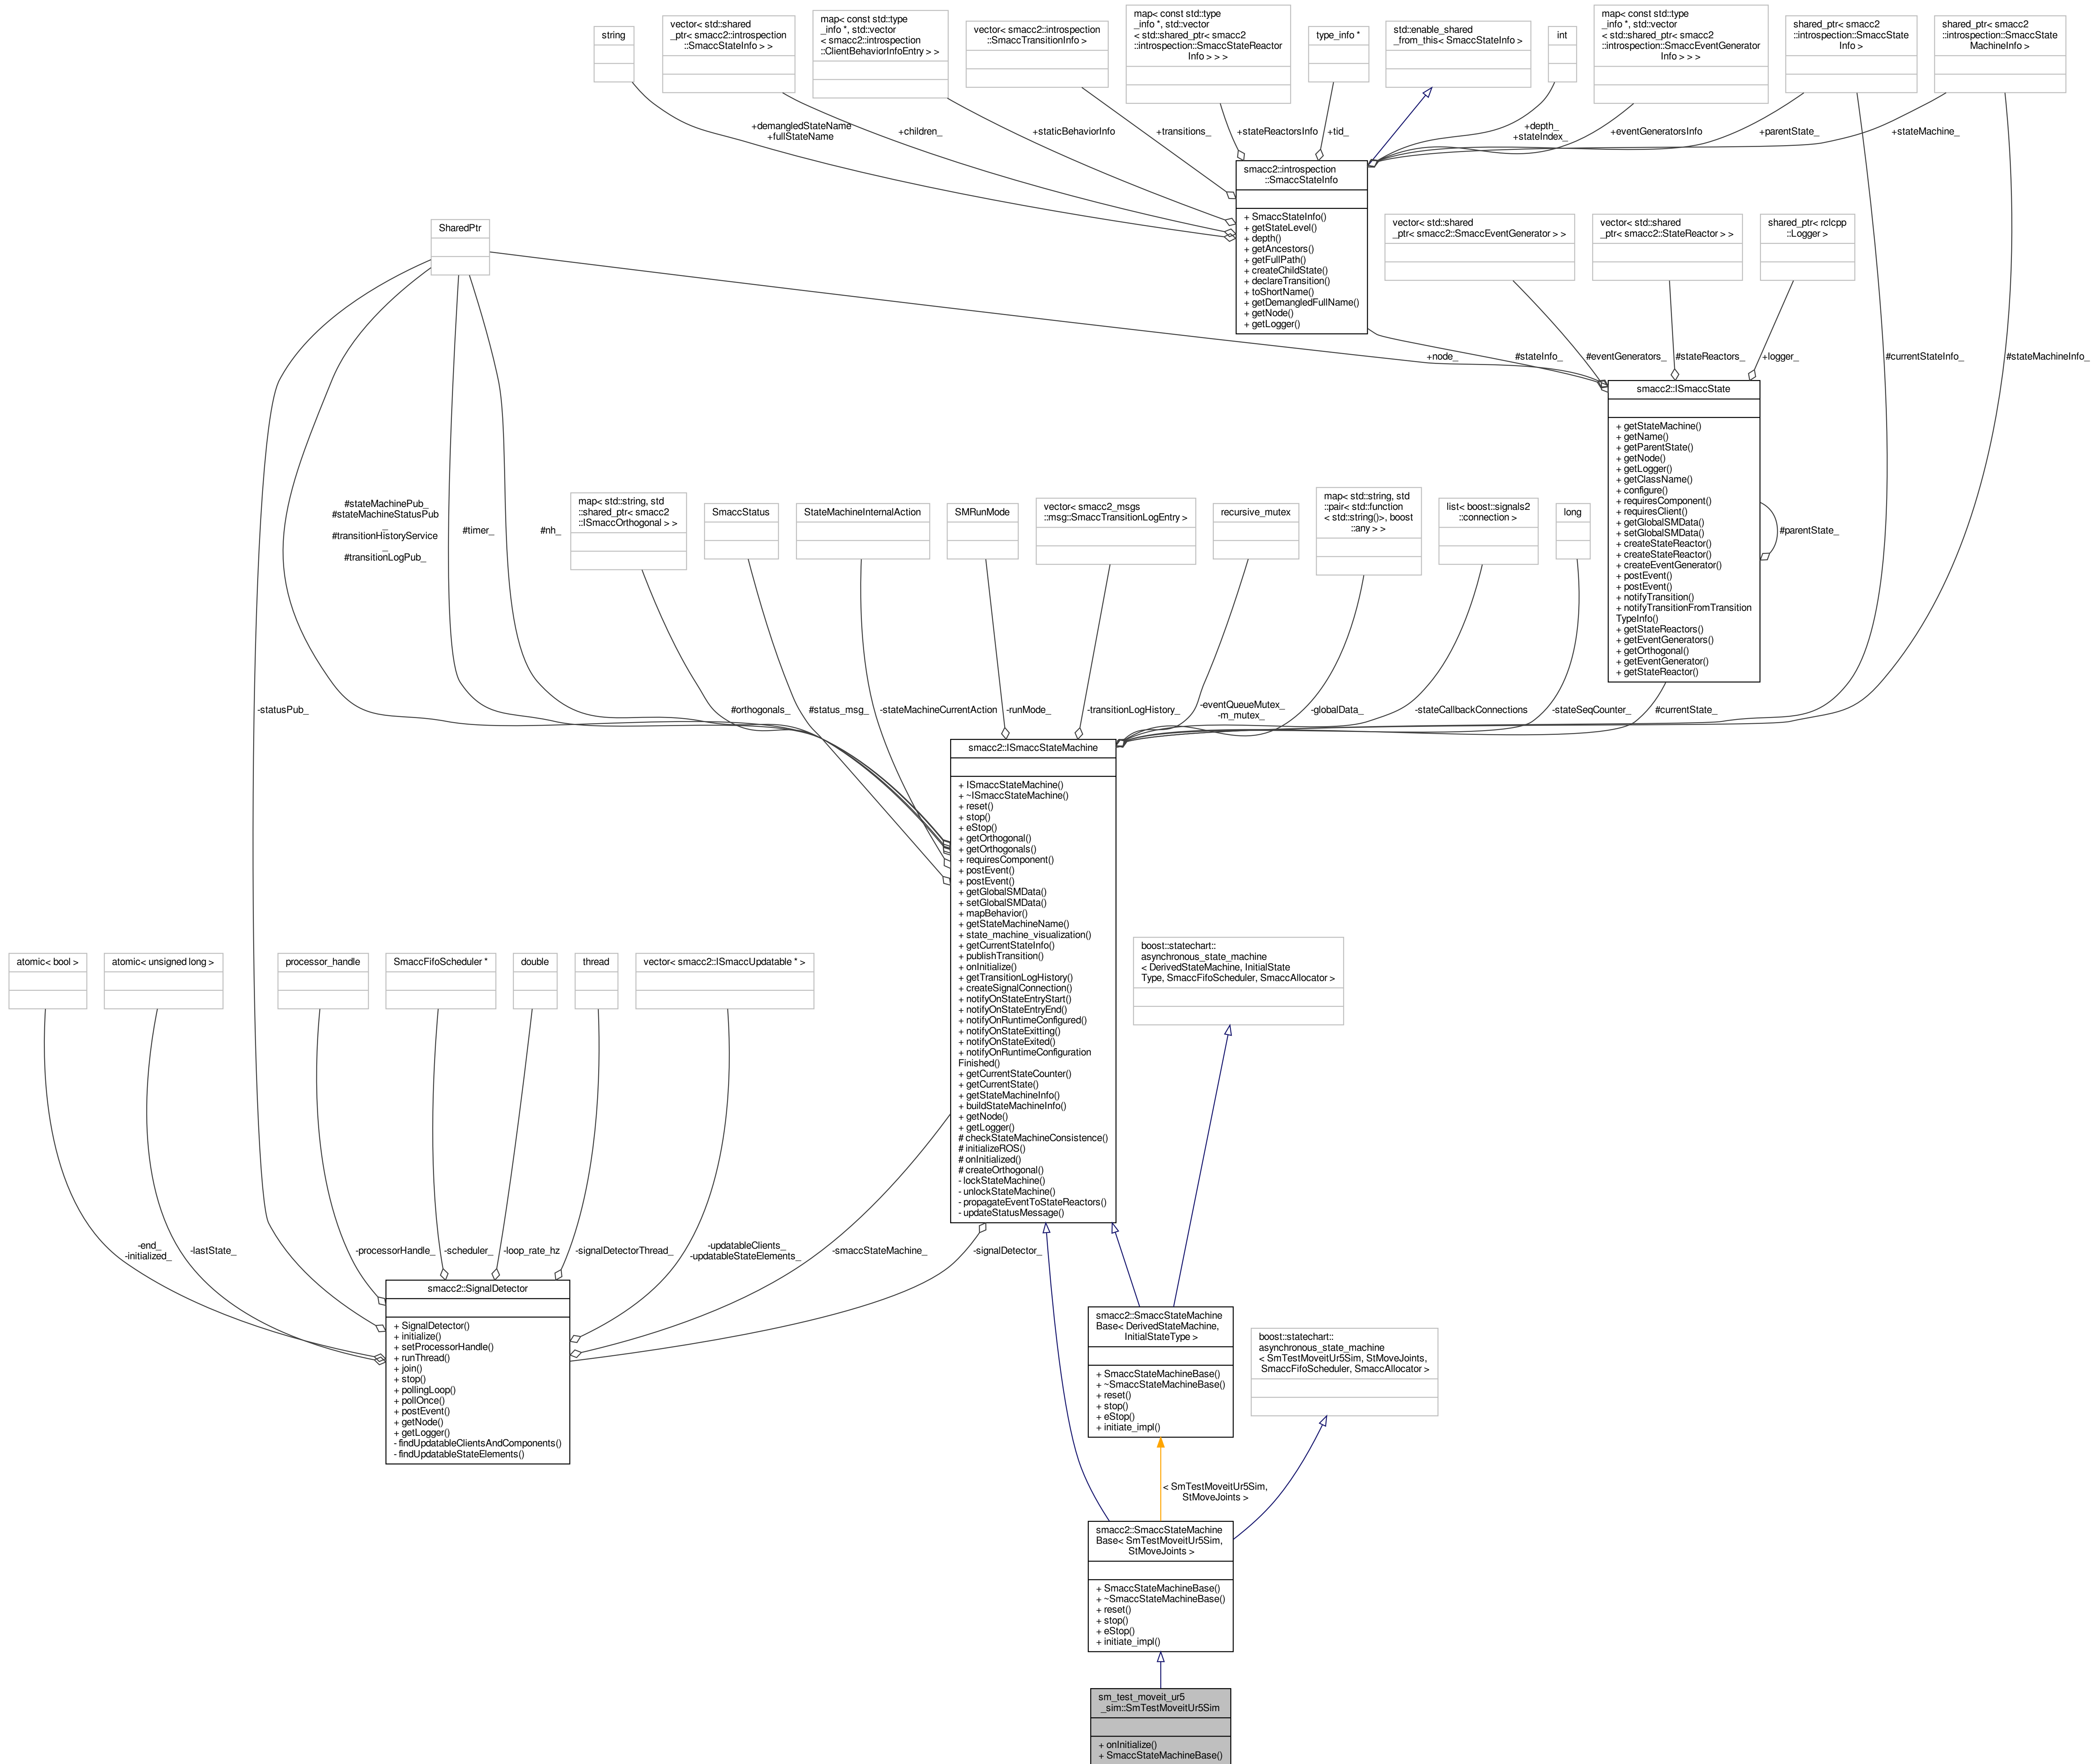 string
vector< std::shared
_ptr< smacc2::introspection
::SmaccStateInfo > >
map< const std::type
_info *, std::vector
< smacc2::introspection
::ClientBehaviorInfoEntry > >
vector< smacc2::introspection
::SmaccTransitionInfo >
map< const std::type
_info *, std::vector
< std::shared_ptr< smacc2
::introspection::SmaccStateReactor
Info > > >
type_info *
std::enable_shared
_from_this< SmaccStateInfo >
int
map< const std::type
_info *, std::vector
< std::shared_ptr< smacc2
::introspection::SmaccEventGenerator
Info > > >
shared_ptr< smacc2
::introspection::SmaccState
Info >
shared_ptr< smacc2
::introspection::SmaccState
MachineInfo >
+demangledStateName
+fullStateName
+children_
+staticBehaviorInfo
+transitions_
+stateReactorsInfo
+tid_
+depth_
+stateIndex_
+eventGeneratorsInfo
+parentState_
+stateMachine_
smacc2::introspection
::SmaccStateInfo
+ SmaccStateInfo()
+ getStateLevel()
+ depth()
+ getAncestors()
+ getFullPath()
+ createChildState()
+ declareTransition()
+ toShortName()
+ getDemangledFullName()
+ getNode()
+ getLogger()
SharedPtr
vector< std::shared
_ptr< smacc2::SmaccEventGenerator > >
vector< std::shared
_ptr< smacc2::StateReactor > >
shared_ptr< rclcpp
::Logger >
+node_
#stateInfo_
#eventGenerators_
#stateReactors_
+logger_
#currentStateInfo_
#stateMachineInfo_
smacc2::ISmaccState
+ getStateMachine()
+ getName()
+ getParentState()
+ getNode()
+ getLogger()
+ getClassName()
+ configure()
+ requiresComponent()
+ requiresClient()
+ getGlobalSMData()
+ setGlobalSMData()
+ createStateReactor()
+ createStateReactor()
+ createEventGenerator()
+ postEvent()
+ postEvent()
+ notifyTransition()
+ notifyTransitionFromTransition
TypeInfo()
+ getStateReactors()
+ getEventGenerators()
+ getOrthogonal()
+ getEventGenerator()
+ getStateReactor()
#parentState_
#stateMachinePub_
#stateMachineStatusPub
_
#transitionHistoryService
_
#transitionLogPub_
#timer_
#nh_
map< std::string, std
::shared_ptr< smacc2
::ISmaccOrthogonal > >
SmaccStatus
StateMachineInternalAction
SMRunMode
vector< smacc2_msgs
::msg::SmaccTransitionLogEntry >
recursive_mutex
map< std::string, std
::pair< std::function
< std::string()>, boost
::any > >
list< boost::signals2
::connection >
long
-statusPub_
#orthogonals_
#status_msg_
-stateMachineCurrentAction
-runMode_
-transitionLogHistory_
-eventQueueMutex_
-m_mutex_
-globalData_
-stateCallbackConnections
-stateSeqCounter_
#currentState_
smacc2::ISmaccStateMachine
+ ISmaccStateMachine()
+ ~ISmaccStateMachine()
+ reset()
+ stop()
+ eStop()
+ getOrthogonal()
+ getOrthogonals()
+ requiresComponent()
+ postEvent()
+ postEvent()
+ getGlobalSMData()
+ setGlobalSMData()
+ mapBehavior()
+ getStateMachineName()
+ state_machine_visualization()
+ getCurrentStateInfo()
+ publishTransition()
+ onInitialize()
+ getTransitionLogHistory()
+ createSignalConnection()
+ notifyOnStateEntryStart()
+ notifyOnStateEntryEnd()
+ notifyOnRuntimeConfigured()
+ notifyOnStateExitting()
+ notifyOnStateExited()
+ notifyOnRuntimeConfiguration
Finished()
+ getCurrentStateCounter()
+ getCurrentState()
+ getStateMachineInfo()
+ buildStateMachineInfo()
+ getNode()
+ getLogger()
# checkStateMachineConsistence()
# initializeROS()
# onInitialized()
# createOrthogonal()
- lockStateMachine()
- unlockStateMachine()
- propagateEventToStateReactors()
- updateStatusMessage()
atomic< bool >
atomic< unsigned long >
processor_handle
SmaccFifoScheduler *
double
thread
vector< smacc2::ISmaccUpdatable * >
boost::statechart::
asynchronous_state_machine
< DerivedStateMachine, InitialState
Type, SmaccFifoScheduler, SmaccAllocator >
-end_
-initialized_
-lastState_
-processorHandle_
-scheduler_
-loop_rate_hz
-signalDetectorThread_
-updatableClients_
-updatableStateElements_
-smaccStateMachine_
-signalDetector_
smacc2::SignalDetector
+ SignalDetector()
+ initialize()
+ setProcessorHandle()
+ runThread()
+ join()
+ stop()
+ pollingLoop()
+ pollOnce()
+ postEvent()
+ getNode()
+ getLogger()
- findUpdatableClientsAndComponents()
- findUpdatableStateElements()
smacc2::SmaccStateMachine
Base< DerivedStateMachine,
InitialStateType >
+ SmaccStateMachineBase()
+ ~SmaccStateMachineBase()
+ reset()
+ stop()
+ eStop()
+ initiate_impl()
boost::statechart::
asynchronous_state_machine
< SmTestMoveitUr5Sim, StMoveJoints,
SmaccFifoScheduler, SmaccAllocator >
< SmTestMoveitUr5Sim,
StMoveJoints >
smacc2::SmaccStateMachine
Base< SmTestMoveitUr5Sim,
StMoveJoints >
+ SmaccStateMachineBase()
+ ~SmaccStateMachineBase()
+ reset()
+ stop()
+ eStop()
+ initiate_impl()
sm_test_moveit_ur5
_sim::SmTestMoveitUr5Sim
+ onInitialize()
+ SmaccStateMachineBase()